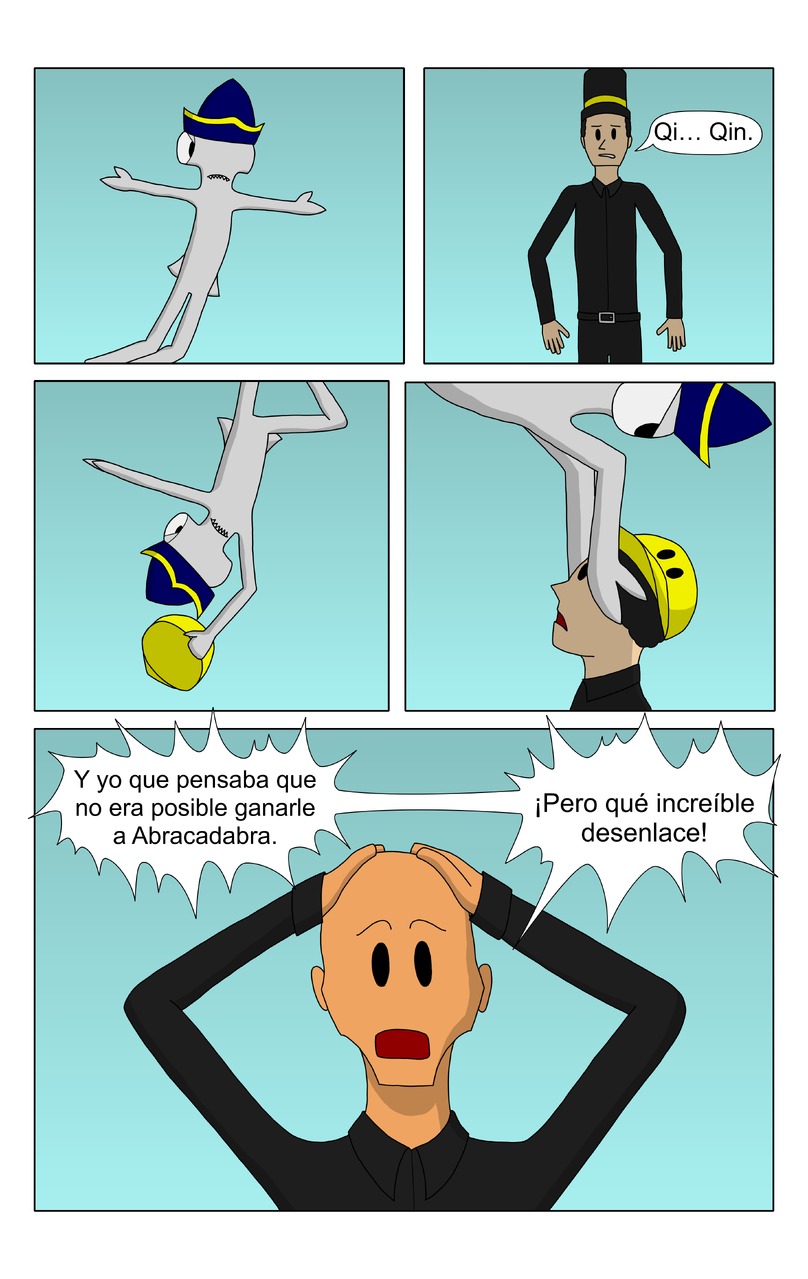 Qi… Qin.
Y yo que pensaba que
no era posible ganarle
a Abracadabra.
¡Pero qué increíble
desenlace!